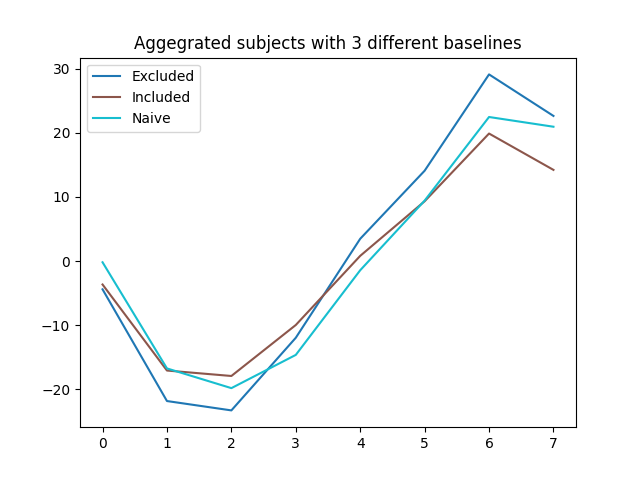 Aggegrated subjects with 3 different baselines
Excluded
Included
Naive
30
20
10
0
−10
−20
0 1 2 3 4 5 6 7